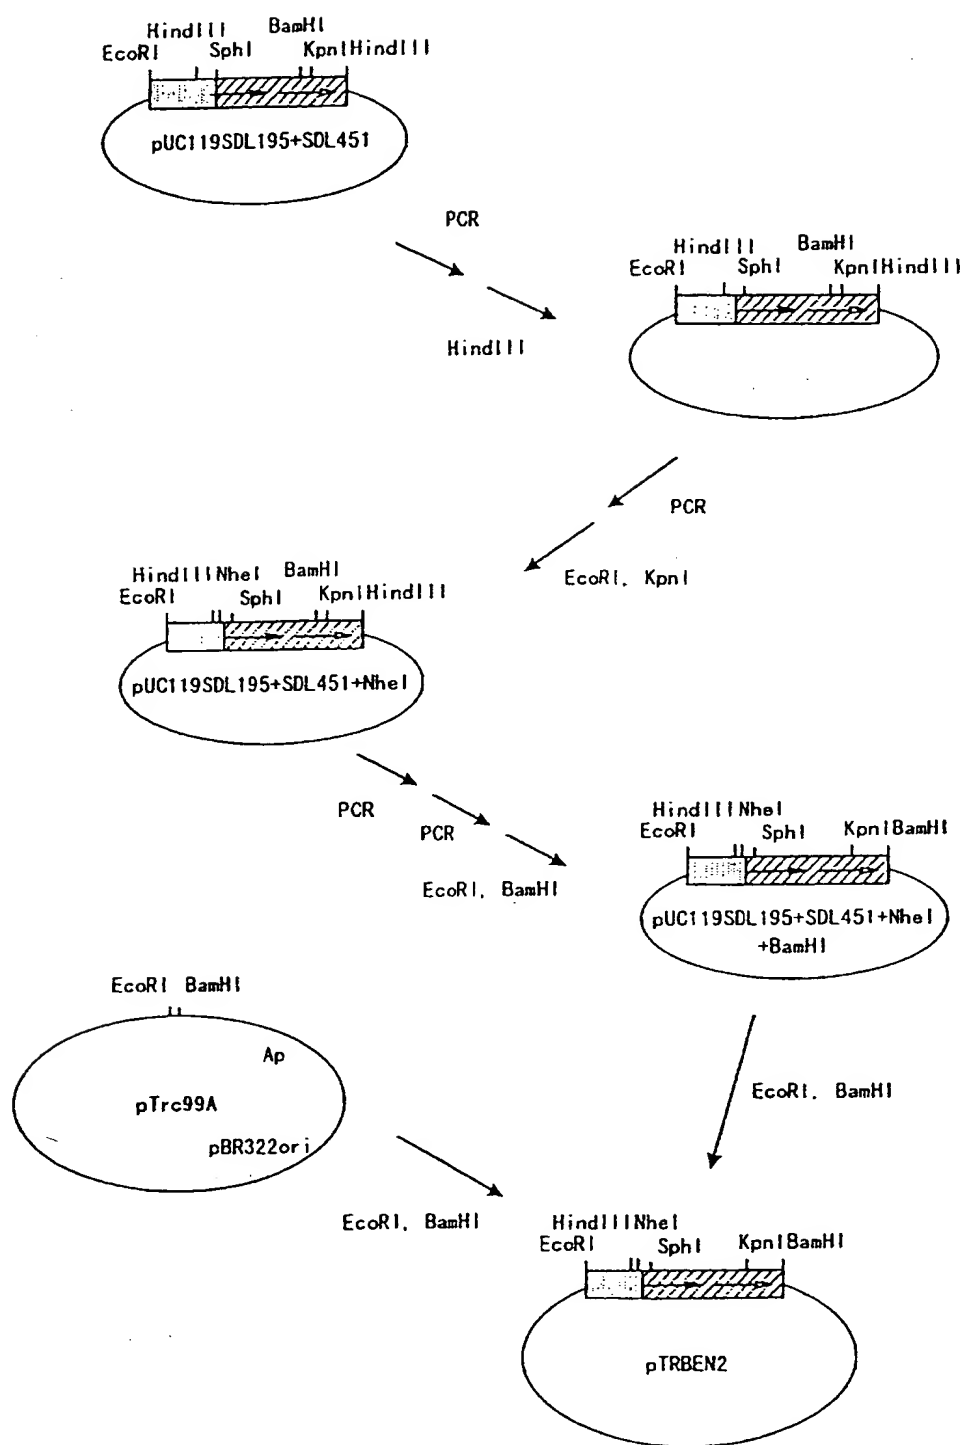 HindIII BamHI
EcoRI SphI KpnIHindIII
pUC119SDL195+SDL451
PCR
HindIII
HindIII BamHI
EcoRI SphI KpnIHindIII
PCR
EcoRI, KpnI
HindIIINheI BamHI
EcoRI SphI KpnIHindIII
pUC119SDL195+SDL451+NheI
PCR
PCR
EcoRI, BamHI
HindIIINheI
EcoRI SphI KpnIBamHI
pUC119SDL195+SDL451+NheI
+BamHI
EcoRI BamHI
Ap
pTrc99A
pBR322ori
EcoRI, BamHI
EcoRI, BamHI
HindIIINheI
EcoRI SphI KpnIBamHI
pTRBEN2